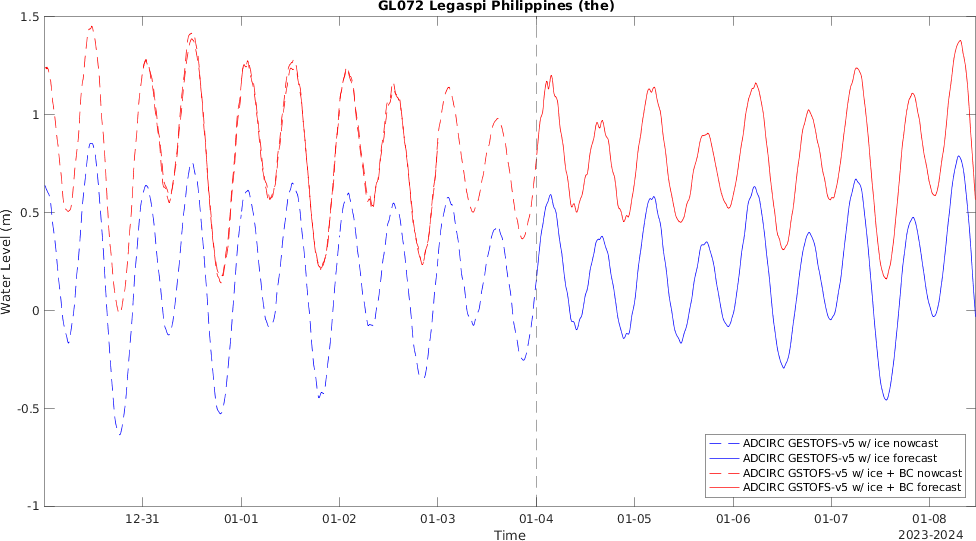 GL072 Legaspi Philippines (the)
1.5
1
0.5
0
-0.5
-1
Water Level (m)
12-31
01-01
01-02
01-03
01-04
01-05
01-06
01-07
01-08
Time
2023-2024
ADCIRC GESTOFS-v5 w/ ice nowcast
ADCIRC GESTOFS-v5 w/ ice forecast
ADCIRC GSTOFS-v5 w/ ice + BC nowcast
ADCIRC GSTOFS-v5 w/ ice + BC forecast